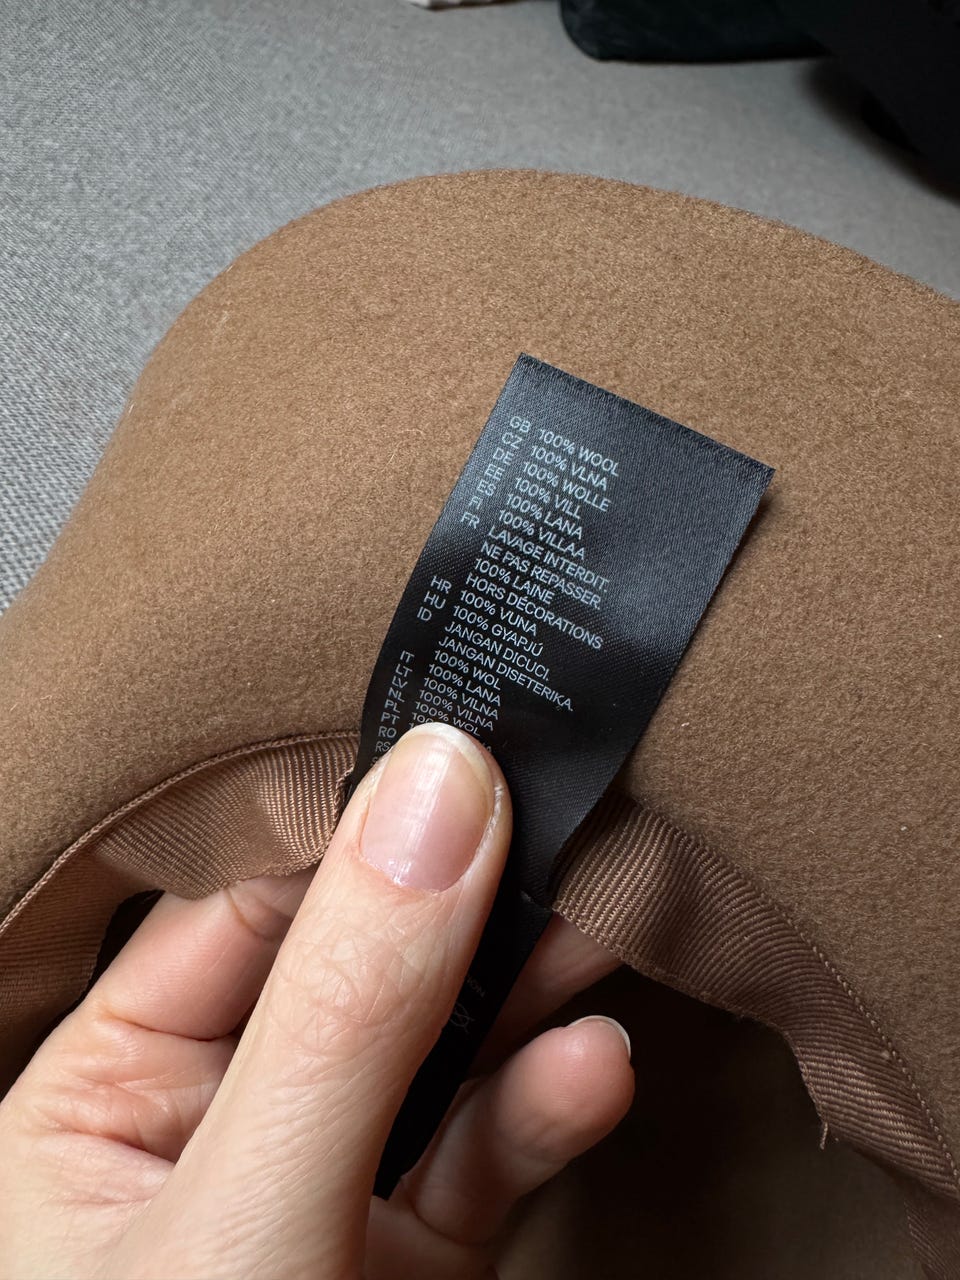 GB 100% WOOL
CZ 100% VLNA
DE 100% WOLLE
EE 100% VILL
ES 100% LANA
FI 100% VILLAA
FR LAVAGE INTERDIT.
NE PAS REPASSER.
100% LAINE
HORS DÉCORATIONS
HR 100% VUNA
HU 100% GYAPJÚ
ID JANGAN DICUCI.
JANGAN DISETERIKA.
100% WOL
IT 100% LANA
LT 100% VILNA
LV 100% VILNA
NL 100% WOL
PL
PT
RO
RS